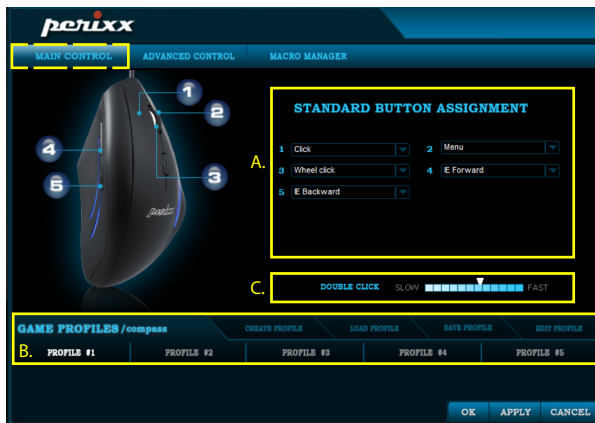 perixx
MAIN CONTROL ADVANCED CONTROL MACRO MANAGER
1
2
3
4
5
perixx
A.
STANDARD BUTTON ASSIGNMENT
1 Click 2 Menu
3 Wheel click 4 IE Forward
5 IE Backward
C. DOUBLE CLICK SLOW FAST
GAME PROFILES /compass CREATE PROFILE LOAD PROFILE SAVE PROFILE EDIT PROFILE
B. PROFILE #1 PROFILE #2 PROFILE #3 PROFILE #4 PROFILE #5
OK APPLY CANCEL